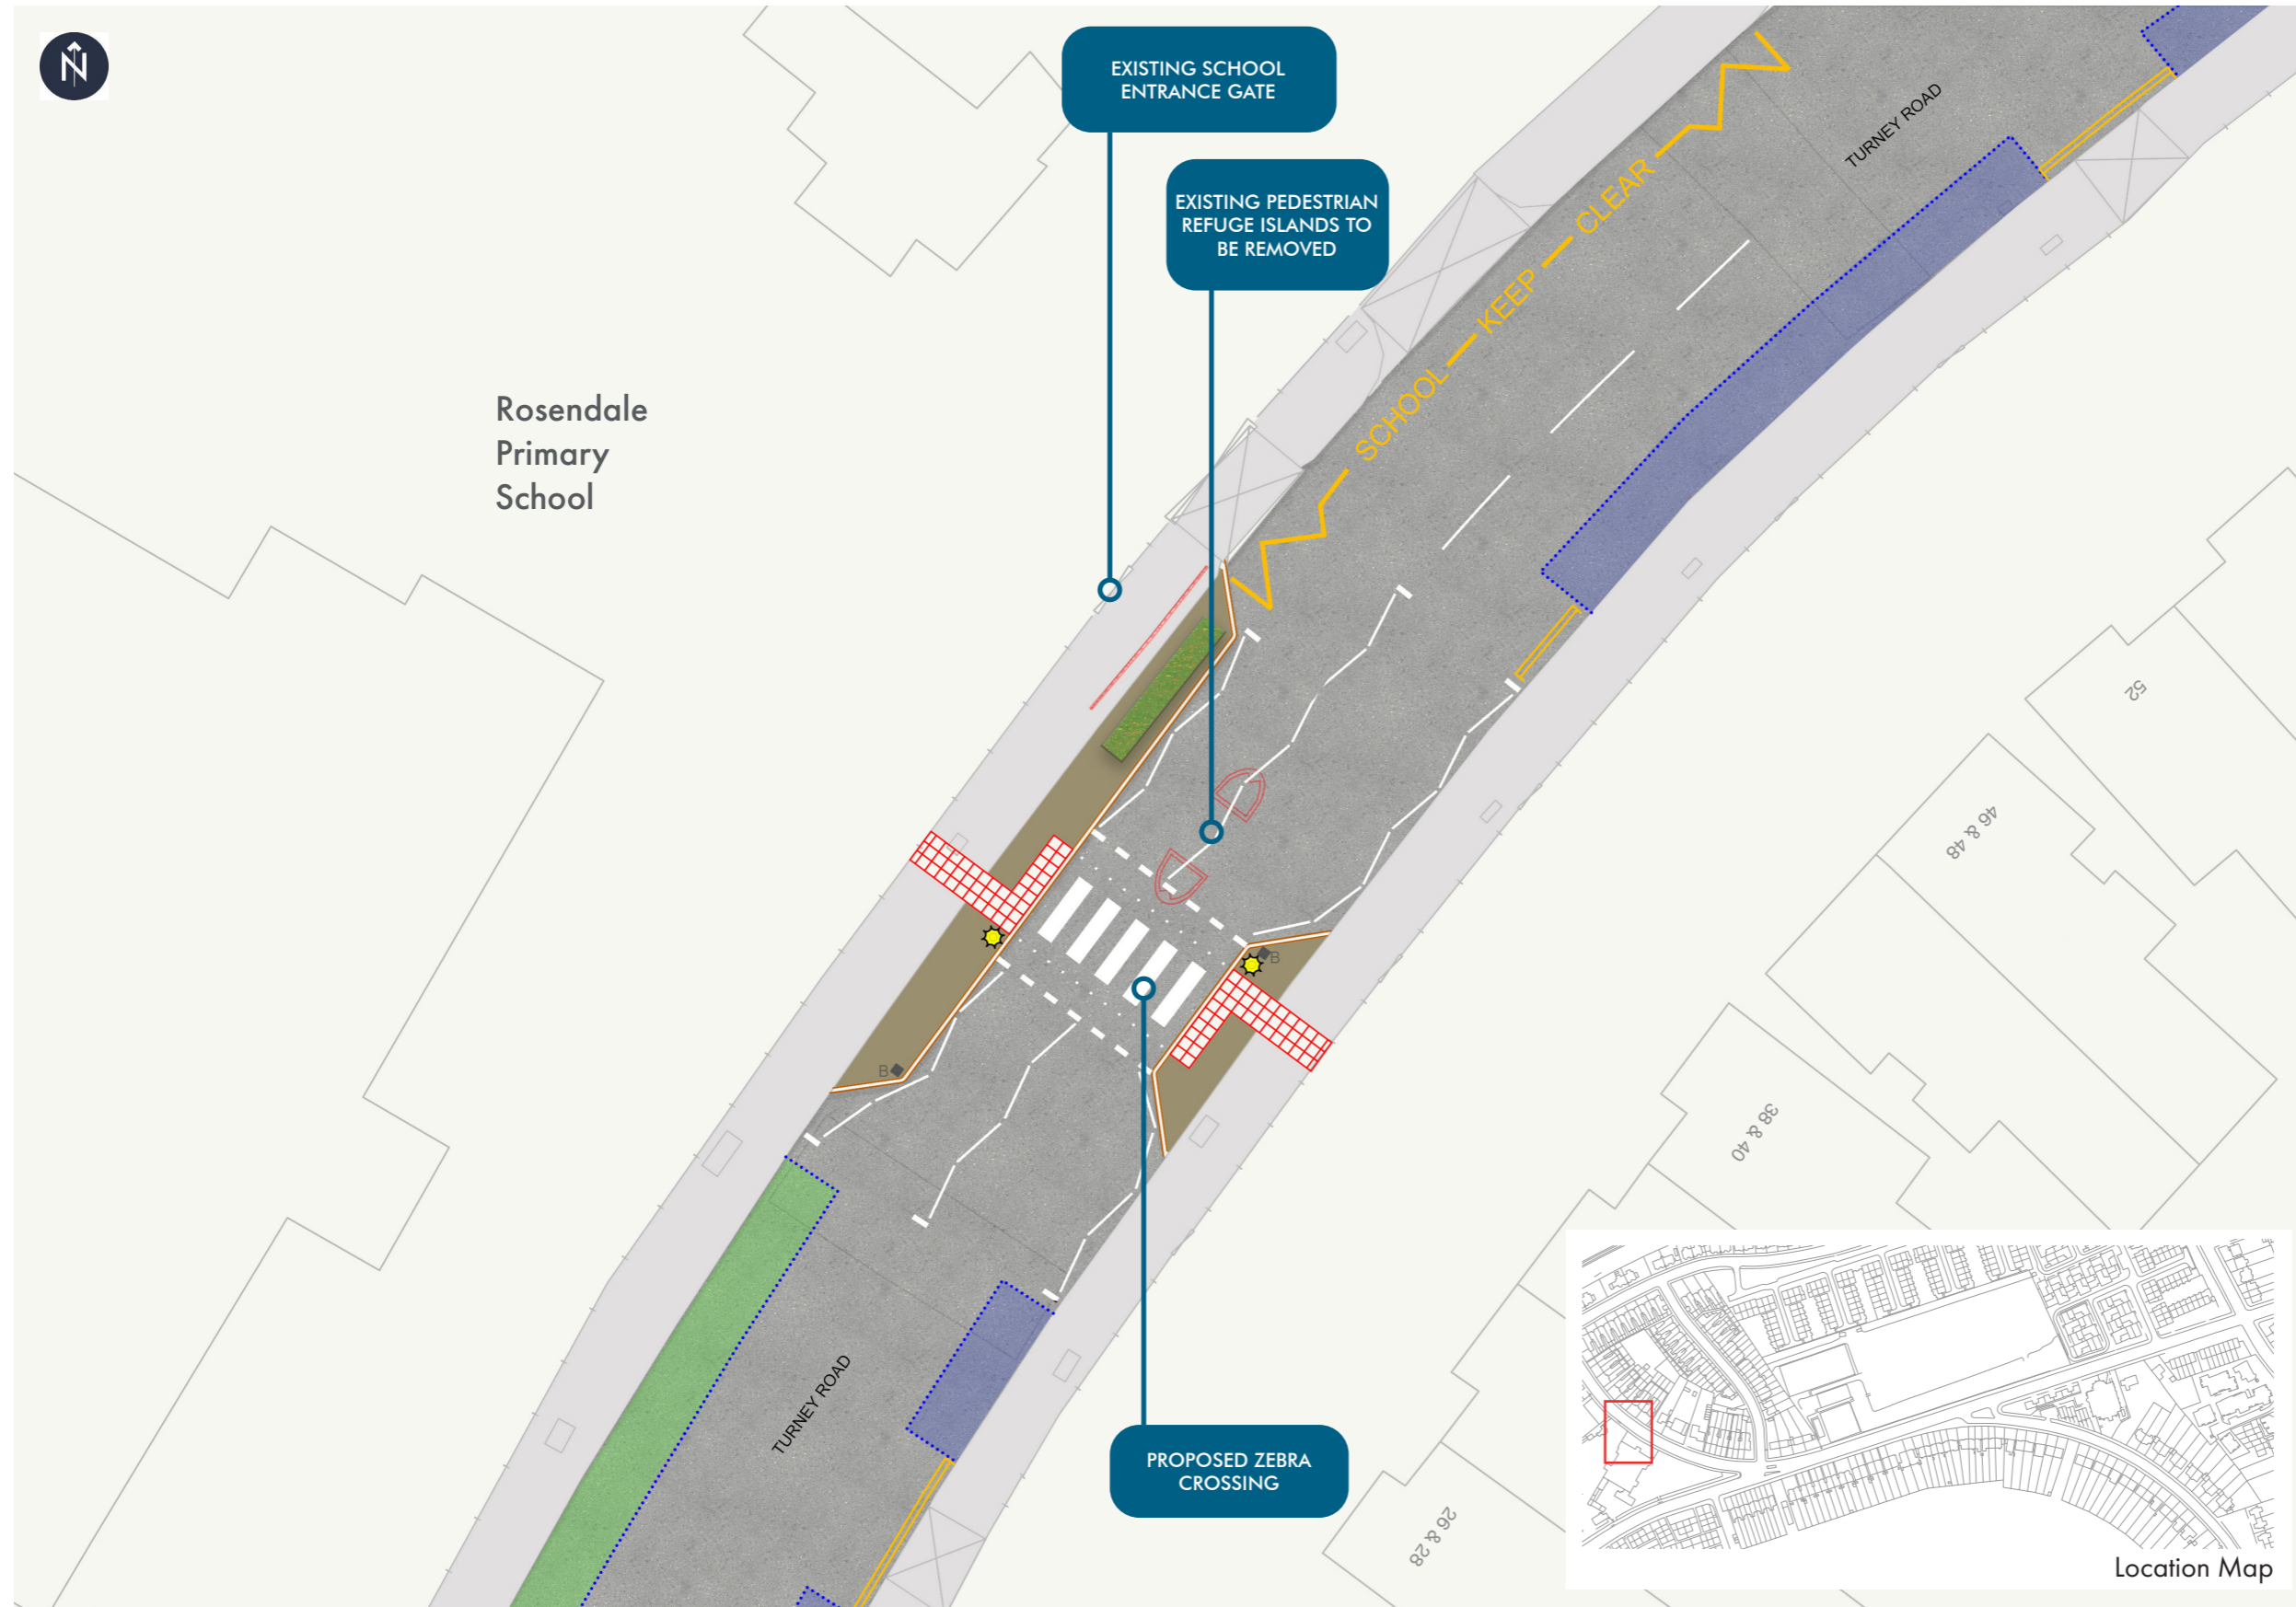 N
EXISTING SCHOOL
ENTRANCE GATE
EXISTING PEDESTRIAN
REFUGE ISLANDS TO
BE REMOVED
TURNEY ROAD
SCHOOL KEEP CLEAR
Rosendale
Primary
School
52
46 & 48
B
B
38 & 40
TURNEY ROAD
PROPOSED ZEBRA
CROSSING
26 & 28
Location Map